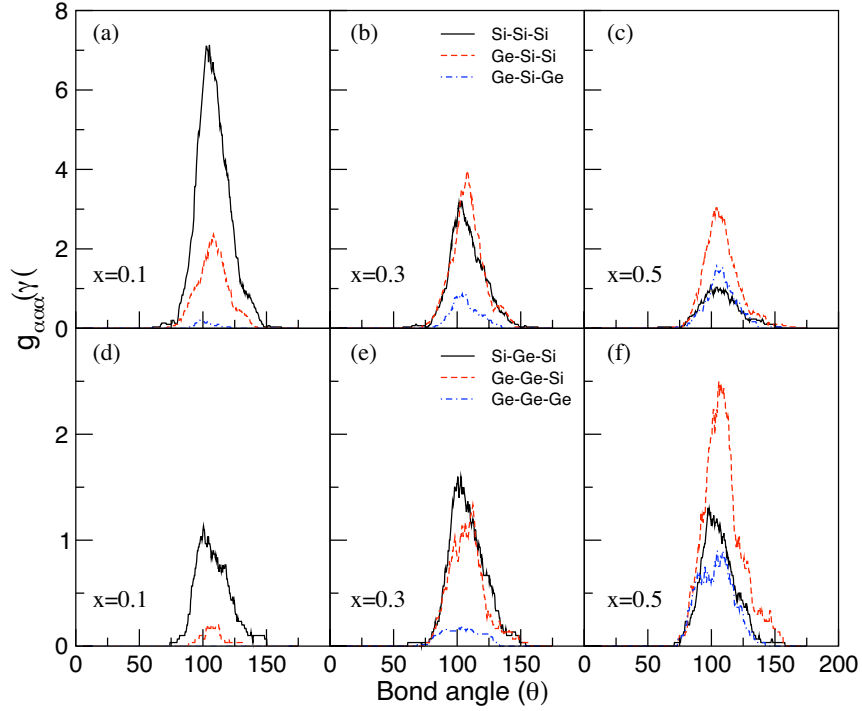 (a) (b) (c)
Si-Si-Si
Ge-Si-Si
Ge-Si-Ge
8
6
4
2
0
x=0.1 x=0.3 x=0.5
gααα(γ(
(d) (e) (f)
Si-Ge-Si
Ge-Ge-Si
Ge-Ge-Ge
2
1
0
x=0.1 x=0.3 x=0.5
0 50 100 150 0 50 100 150 0 50 100 150 200
Bond angle (θ)